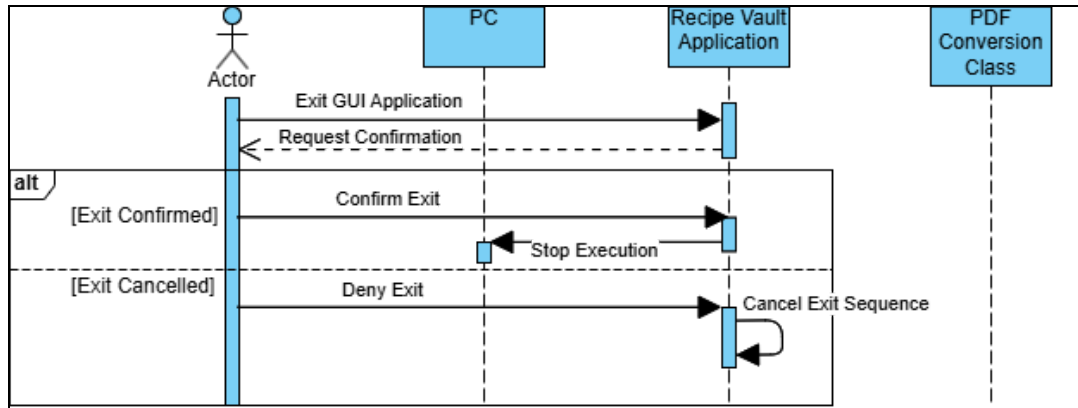 Actor
PC
Recipe Vault
Application
PDF
Conversion
Class
Exit GUI Application
Request Confirmation
alt
[Exit Confirmed]
Confirm Exit
Stop Execution
[Exit Cancelled]
Deny Exit
Cancel Exit Sequence